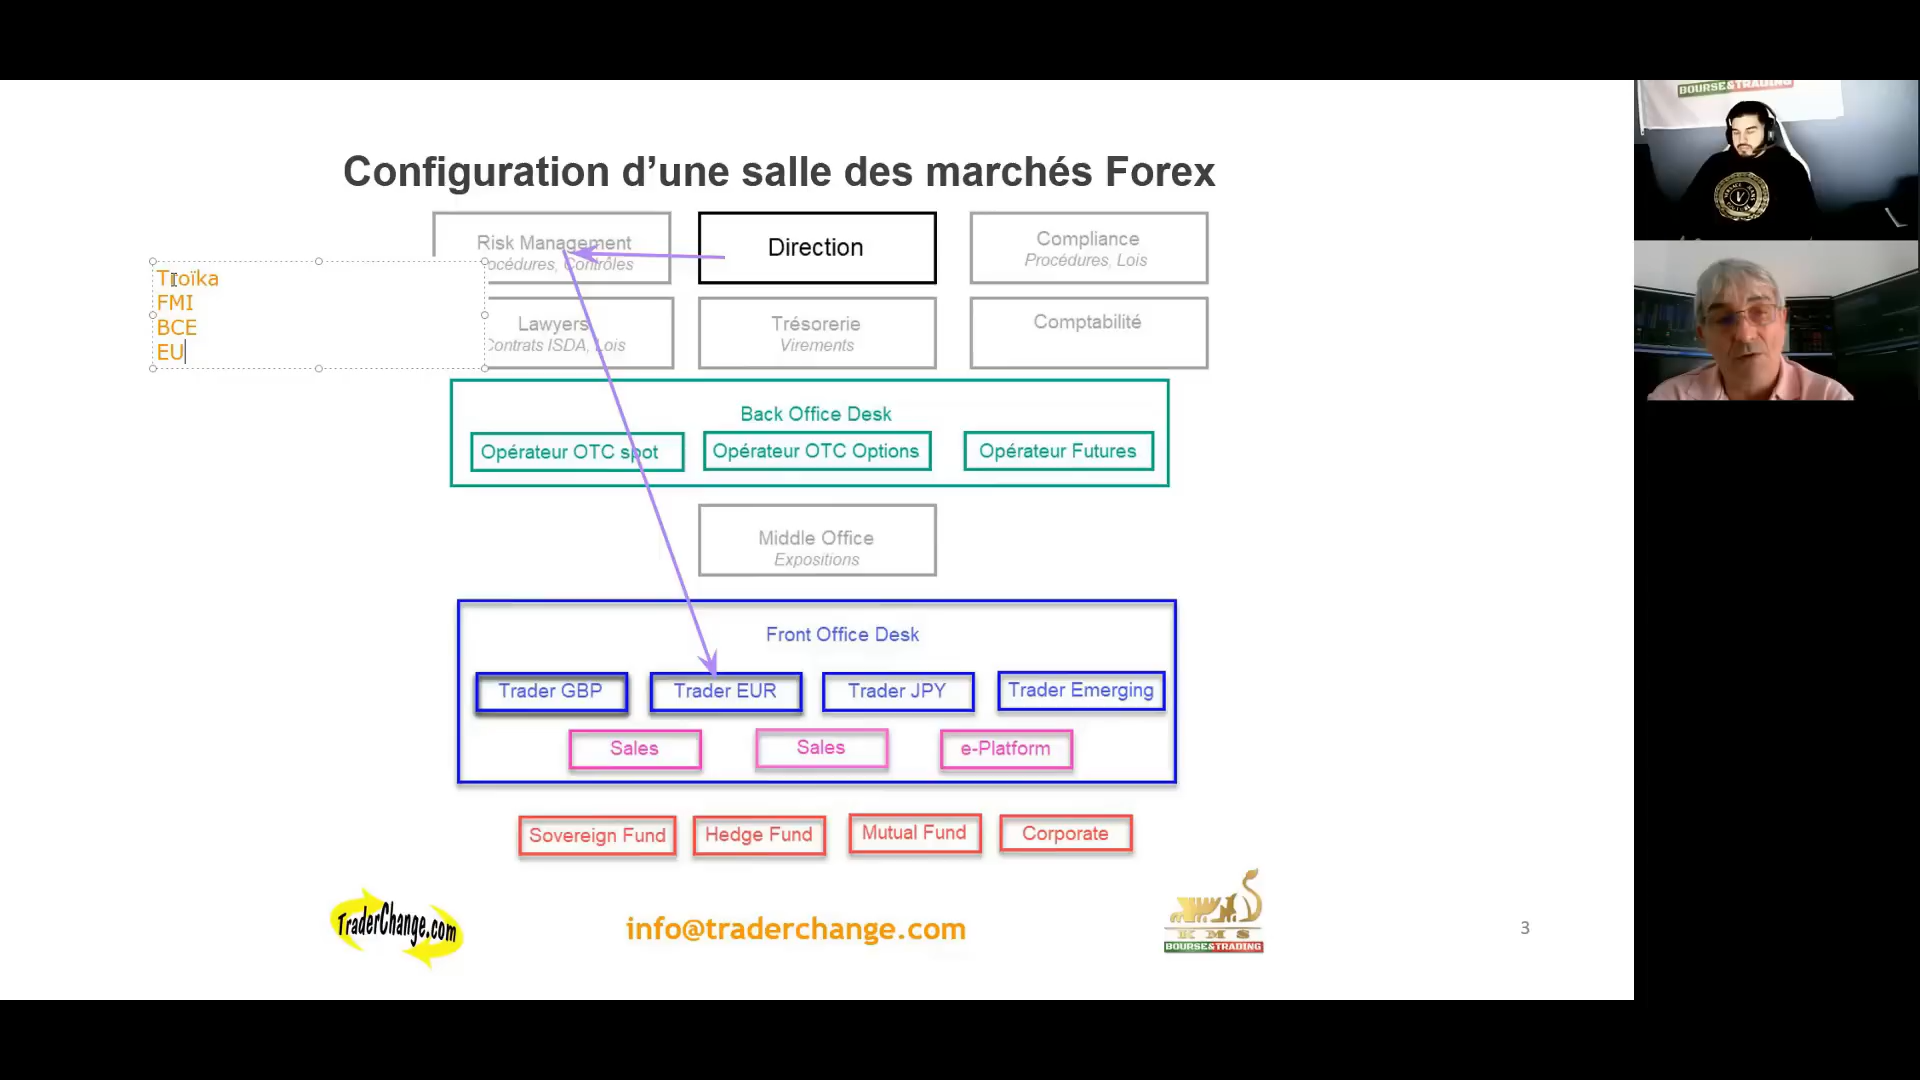 BOURSE&TRADING
Configuration d’une salle des marchés Forex
Risk Management
océdures, Contrôles
Direction
Compliance
Procédures, Lois
Troïka
FMI
BCE
EU
Lawyers
Contrats ISDA, Lois
Trésorerie
Virements
Comptabilité
Back Office Desk
Opérateur OTC spot
Opérateur OTC Options
Opérateur Futures
Middle Office
Expositions
Front Office Desk
Trader GBP
Trader EUR
Trader JPY
Trader Emerging
Sales
Sales
e-Platform
Sovereign Fund
Hedge Fund
Mutual Fund
Corporate
TraderChange.com
info@traderchange.com
KMS
BOURSE&TRADING
3